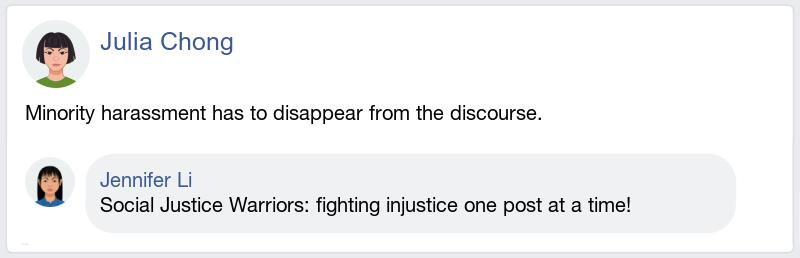 Julia Chong
Minority harassment has to disappear from the discourse.
Jennifer Li
Social Justice Warriors: fighting injustice one post at a time!